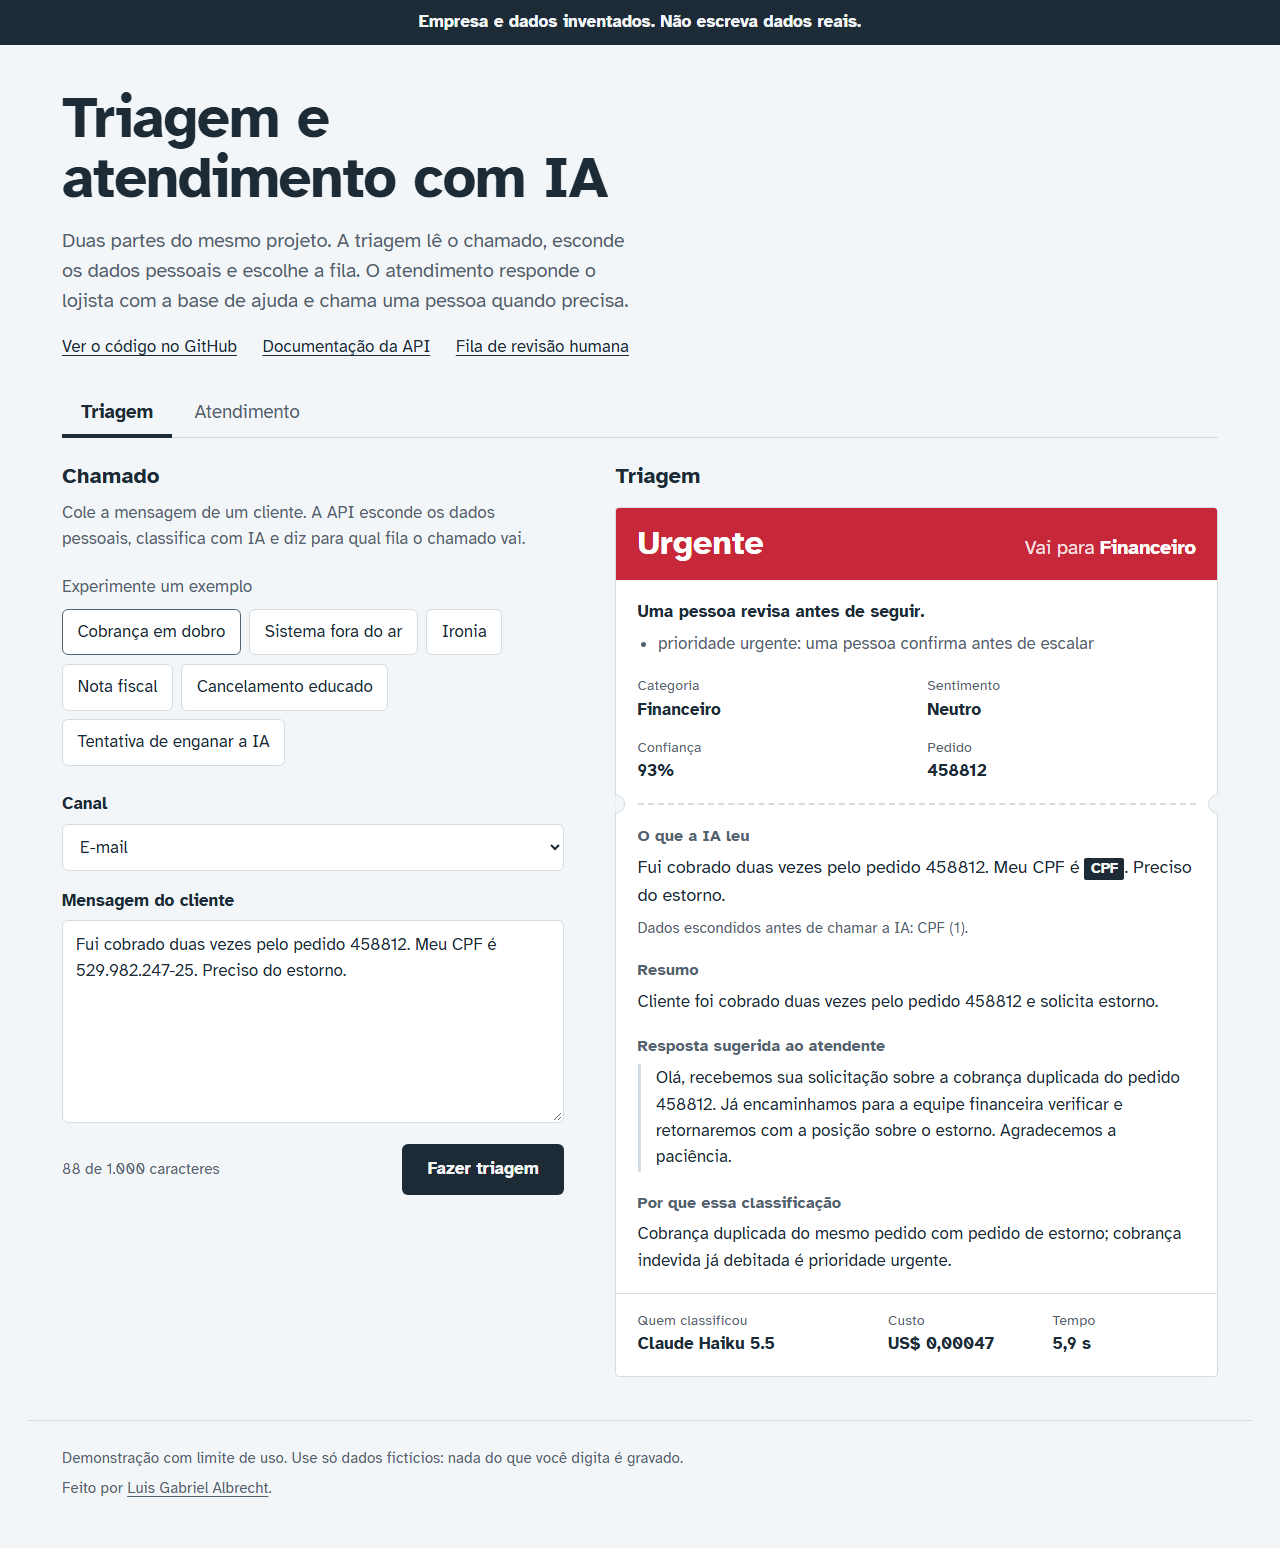 Empresa e dados inventados. Não escreva dados reais.
Triagem e
atendimento com IA
Duas partes do mesmo projeto. A triagem lê o chamado, esconde
os dados pessoais e escolhe a fila. O atendimento responde o
lojista com a base de ajuda e chama uma pessoa quando precisa.
Ver o código no GitHub Documentação da API Fila de revisão humana
Triagem Atendimento
Chamado
Cole a mensagem de um cliente. A API esconde os dados
pessoais, classifica com IA e diz para qual fila o chamado vai.
Experimente um exemplo
Cobrança em dobro Sistema fora do ar Ironia
Nota fiscal Cancelamento educado
Tentativa de enganar a IA
Canal
E-mail
Mensagem do cliente
Fui cobrado duas vezes pelo pedido 458812. Meu CPF é
529.982.247-25. Preciso do estorno.
88 de 1.000 caracteres Fazer triagem
Triagem
Urgente Vai para Financeiro
Uma pessoa revisa antes de seguir.
• prioridade urgente: uma pessoa confirma antes de escalar
Categoria Sentimento
Financeiro Neutro
Confiança Pedido
93% 458812
O que a IA leu
Fui cobrado duas vezes pelo pedido 458812. Meu CPF é CPF. Preciso
do estorno.
Dados escondidos antes de chamar a IA: CPF (1).
Resumo
Cliente foi cobrado duas vezes pelo pedido 458812 e solicita estorno.
Resposta sugerida ao atendente
Olá, recebemos sua solicitação sobre a cobrança duplicada do pedido
458812. Já encaminhamos para a equipe financeira verificar e
retornaremos com a posição sobre o estorno. Agradecemos a
paciência.
Por que essa classificação
Cobrança duplicada do mesmo pedido com pedido de estorno; cobrança
indevida já debitada é prioridade urgente.
Quem classificou Custo Tempo
Claude Haiku 5.5 US$ 0,00047 5,9 s
Demonstração com limite de uso. Use só dados fictícios: nada do que você digita é gravado.
Feito por Luis Gabriel Albrecht.